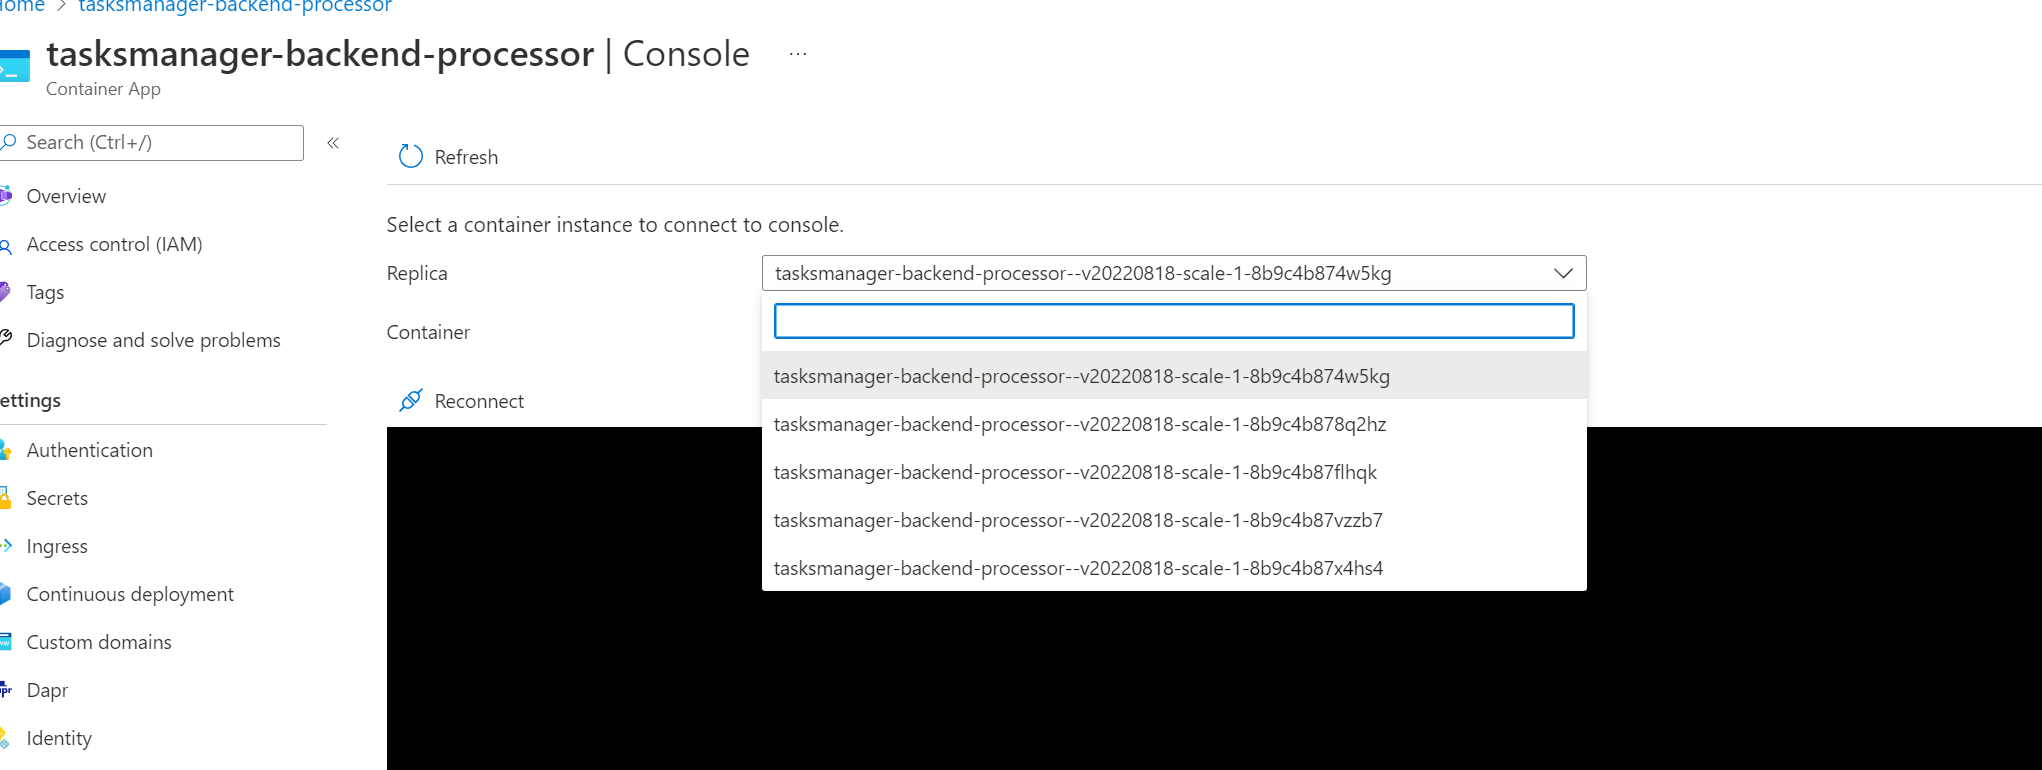 Home > tasksmanager-backend-processor
tasksmanager-backend-processor | Console ...
Container App
Search (Ctrl+/)
«
Refresh
Overview
Select a container instance to connect to console.
Access control (IAM)
Replica
tasksmanager-backend-processor--v20220818-scale-1-8b9c4b874w5kg
Tags
Container
Diagnose and solve problems
tasksmanager-backend-processor--v20220818-scale-1-8b9c4b874w5kg
tasksmanager-backend-processor--v20220818-scale-1-8b9c4b878q2hz
tasksmanager-backend-processor--v20220818-scale-1-8b9c4b87flhqk
tasksmanager-backend-processor--v20220818-scale-1-8b9c4b87vzzb7
tasksmanager-backend-processor--v20220818-scale-1-8b9c4b87x4hs4
Reconnect
ettings
Authentication
Secrets
Ingress
Continuous deployment
Custom domains
Dapr
Identity